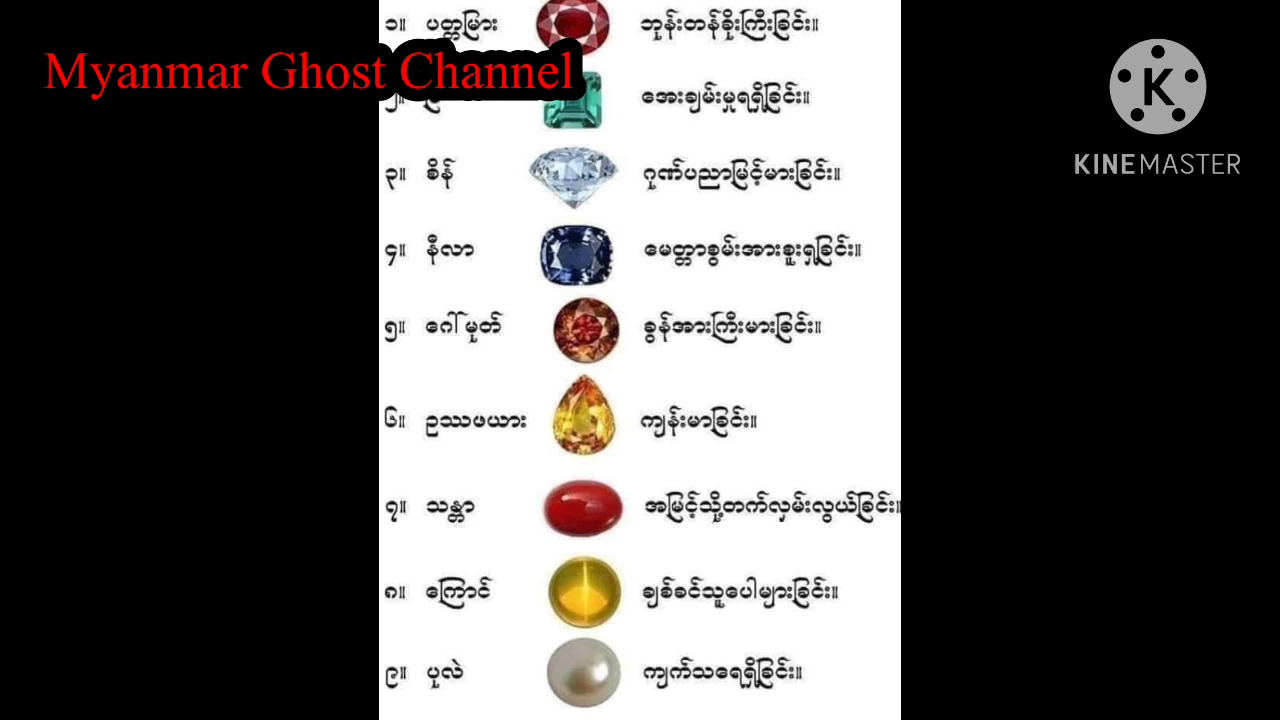 ၁။ ပတ္တမြား ဘုန်းတန်ခိုးကြီးခြင်း။
Myanmar Ghost Channel
၂။ အေးချမ်းမှုရရှိခြင်း။
၃။ စိန် ဂုဏ်ပညာမြင့်မားခြင်း။
၄။ နီလာ မေတ္တာစွမ်းအားစူးရှခြင်း။
၅။ ဂေါ်မုတ် ခွန်အားကြီးမားခြင်း။
၆။ ဥဿဖယား ကျန်းမာခြင်း။
၇။ သန္တာ အမြင့်သို့တက်လှမ်းလွယ်ခြင်း။
၈။ ကြောင် ချစ်ခင်သူပေါများခြင်း။
၉။ ပုလဲ ကျက်သရေရှိခြင်း။
K
KINEMASTER